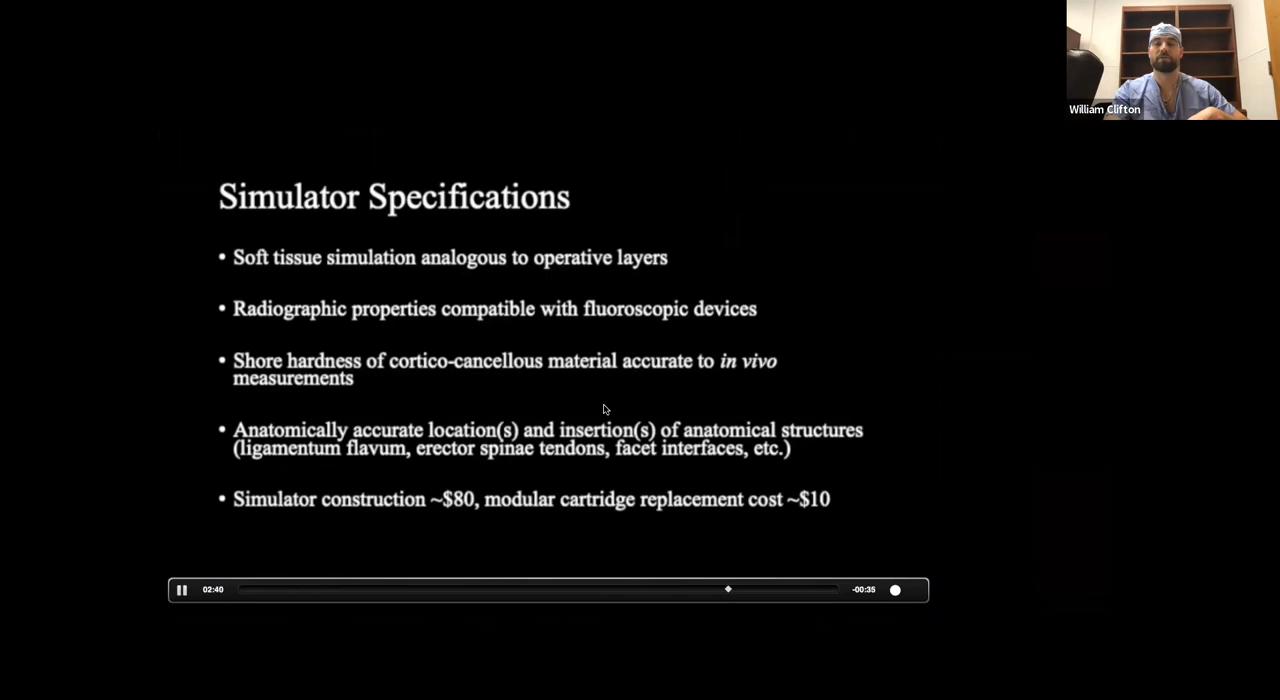 William Clifton
Simulator Specifications
• Soft tissue simulation analogous to operative layers
• Radiographic properties compatible with fluoroscopic devices
• Shore hardness of cortico-cancellous material accurate to in vivo
measurements
• Anatomically accurate location(s) and insertion(s) of anatomical structures
(ligamentum flavum, erector spinae tendons, facet interfaces, etc.)
• Simulator construction ~$80, modular cartridge replacement cost ~$10
02:40 -00:35